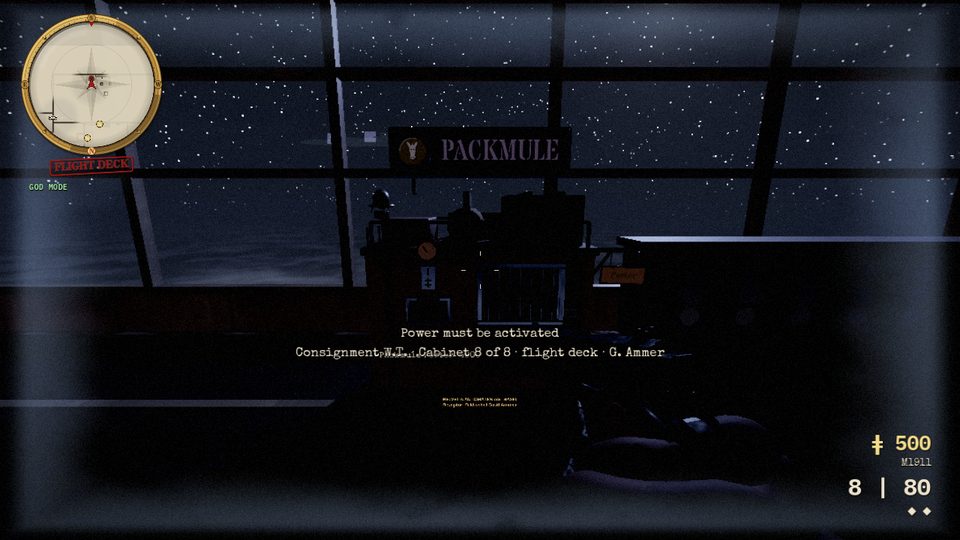 FLIGHT DECK
GOD MODE
PACKMULE
Power must be activated
Consignment W.T. Cabinet 8 of 8 · flight deck · G. Ammer
500
M1911
8 | 80